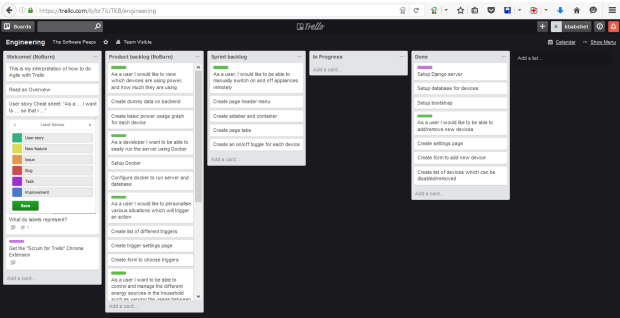 https://trello.com/b/br7iUTKB/engineering
Boards
Trello
kbabshet
Engineering
The Software Peeps
Team Visible
Calendar
Show Menu
Welcome! (NoBurn)
This is my interpretation of how to do
Agile with Trello
Read an Overview
User story Cheat sheet: "As a ... I want
to ... so that I ..."
Label Names
User story
New feature
Issue
Bug
Task
Improvement
Save
What do labels represent?
1
Get the "Scrum for Trello" Chrome
Extension
Add a card...
Product backlog (NoBurn)
As a user I would like to view
which devices are using power,
and how much they are using
Create dummy data on backend
Create basic power usage graph
for each device
As a developer I want to be able to
easily run the server using Docker
Setup Docker
Configure docker to run server and
database
As a user I would like to personalise
various situations which will trigger
an action
Create list of different triggers
Create trigger settings page
Create form to choose triggers
As a user I want to be able to
control and manage the different
energy sources in the household
such as varying the usage between
Add a card...
Sprint backlog
As a user, I would like to be able to
manually switch on and off appliances
remotely
Create page header menu
Create sidebar and container
Create page tabs
Create an on/off toggle for each device
Add a card...
In Progress
Add a card...
Done
Setup Django server
Setup database for devices
Setup bootstrap
As a user I would like to be able to
add/remove new devices
Create settings page
Create form to add new device
Create list of devices which can be
disabled/removed
Add a card...
Add a list...